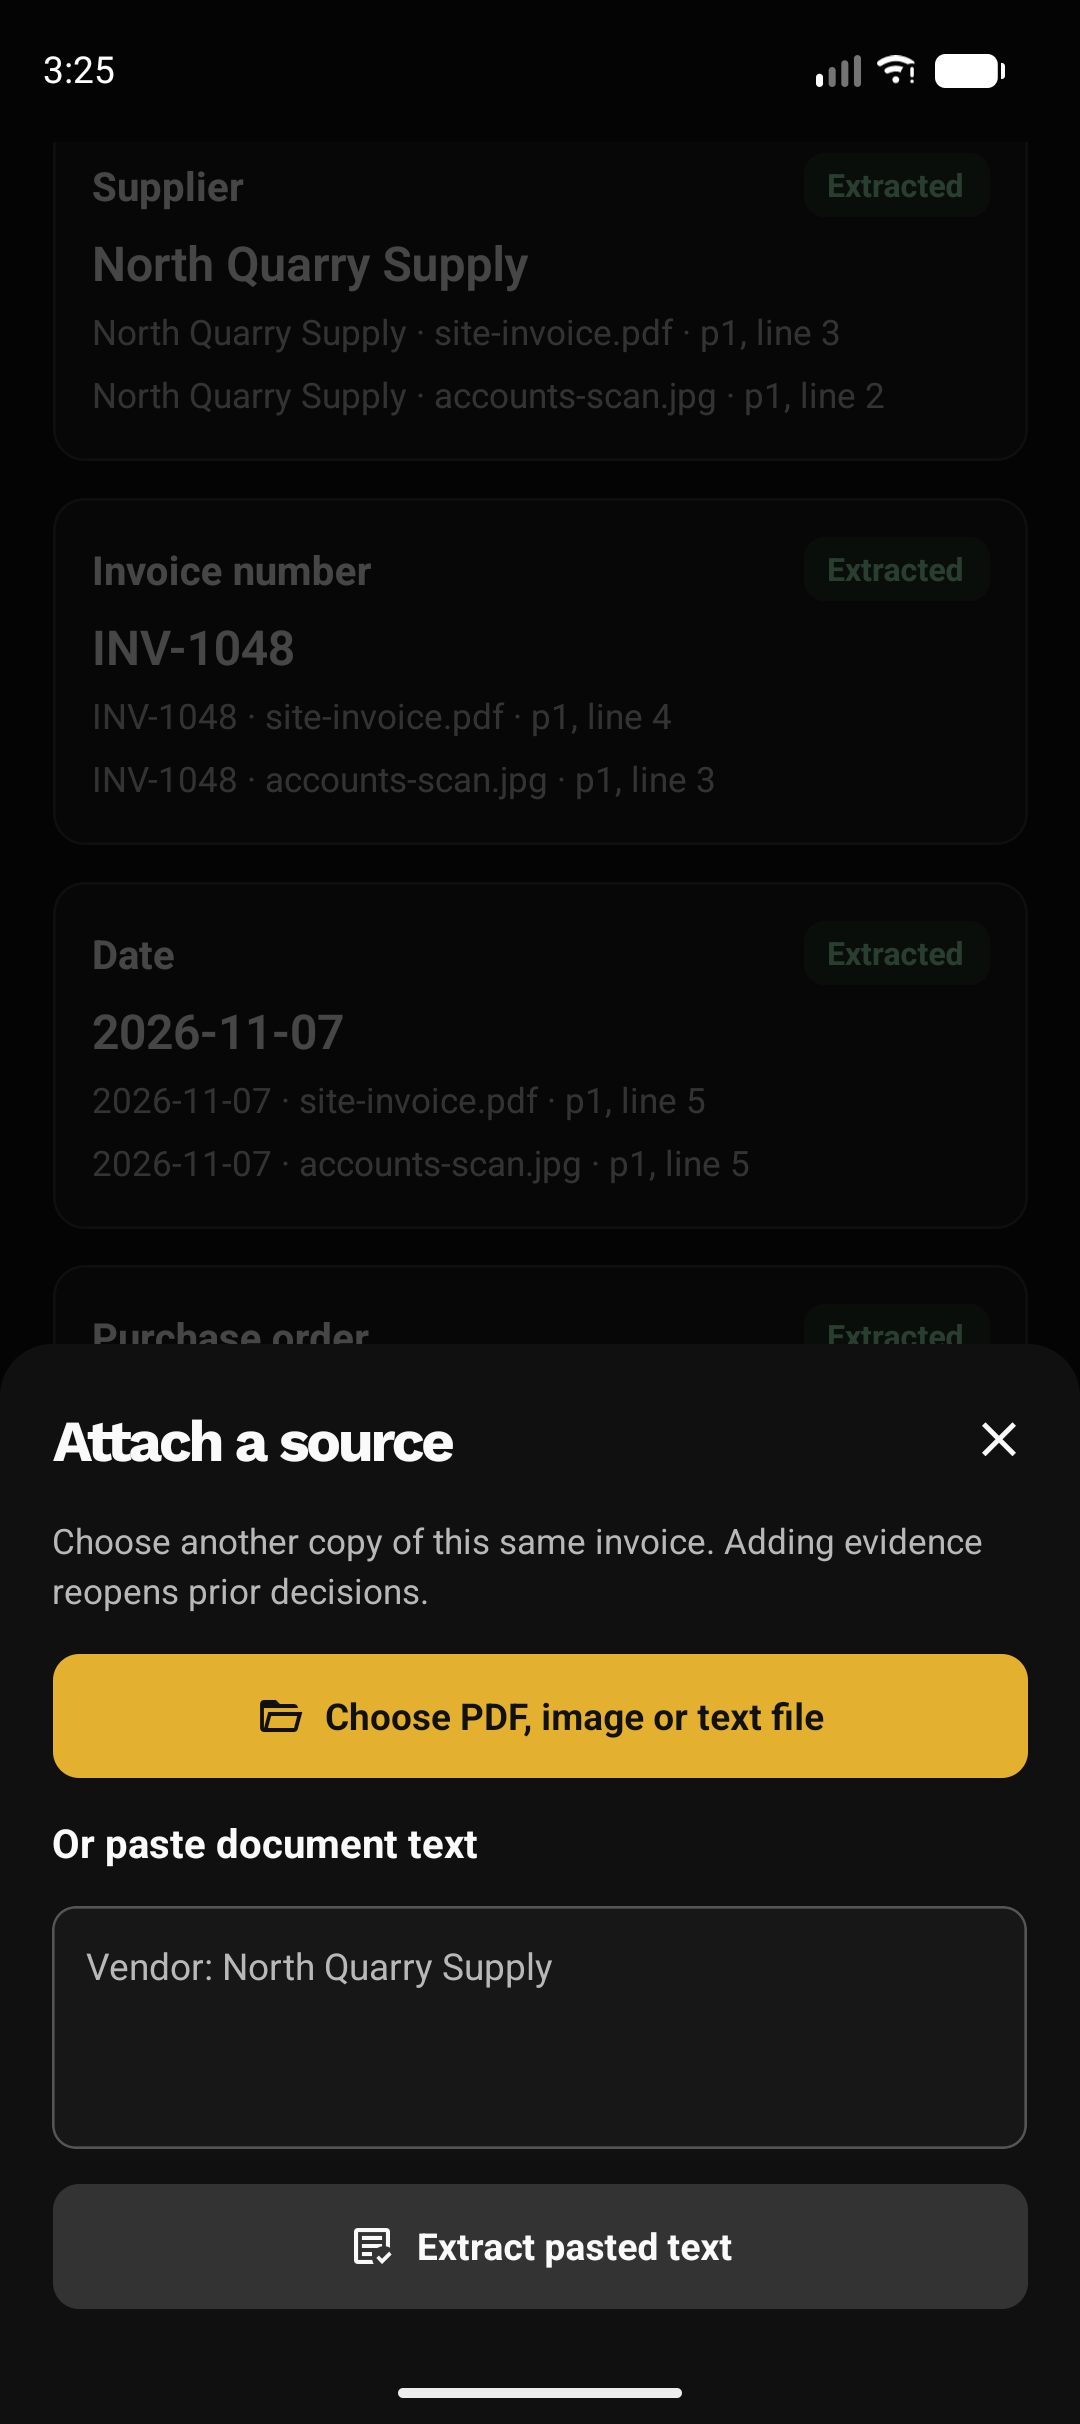 3:25
Supplier
Extracted
North Quarry Supply
North Quarry Supply · site-invoice.pdf · p1, line 3
North Quarry Supply · accounts-scan.jpg · p1, line 2
Invoice number
Extracted
INV-1048
INV-1048 · site-invoice.pdf · p1, line 4
INV-1048 · accounts-scan.jpg · p1, line 3
Date
Extracted
2026-11-07
2026-11-07 · site-invoice.pdf · p1, line 5
2026-11-07 · accounts-scan.jpg · p1, line 5
Purchase order
Extracted
Attach a source
Choose another copy of this same invoice. Adding evidence
reopens prior decisions.
Choose PDF, image or text file
Or paste document text
Vendor: North Quarry Supply
Extract pasted text